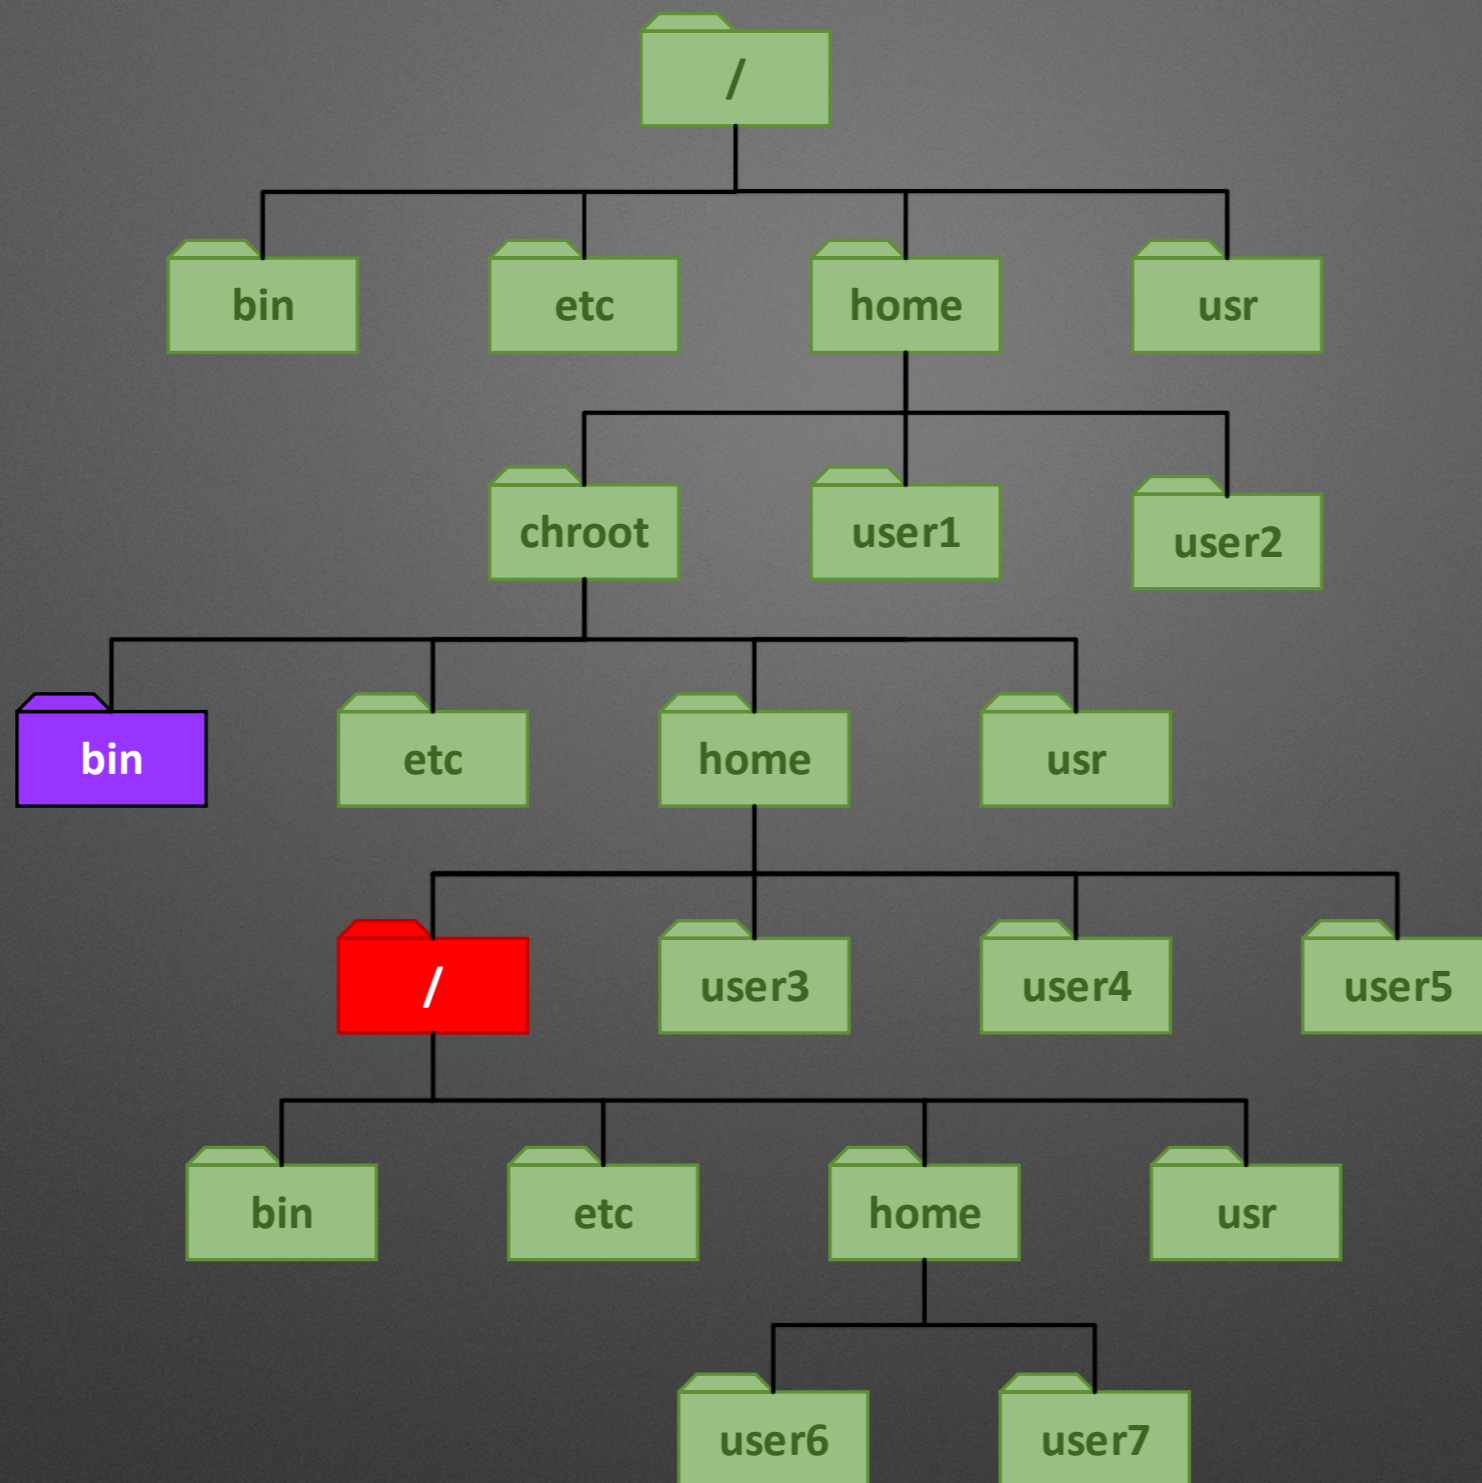 /
bin etc home usr
chroot user1 user2
bin etc home usr
/ user3 user4 user5
bin etc home usr
user6 user7